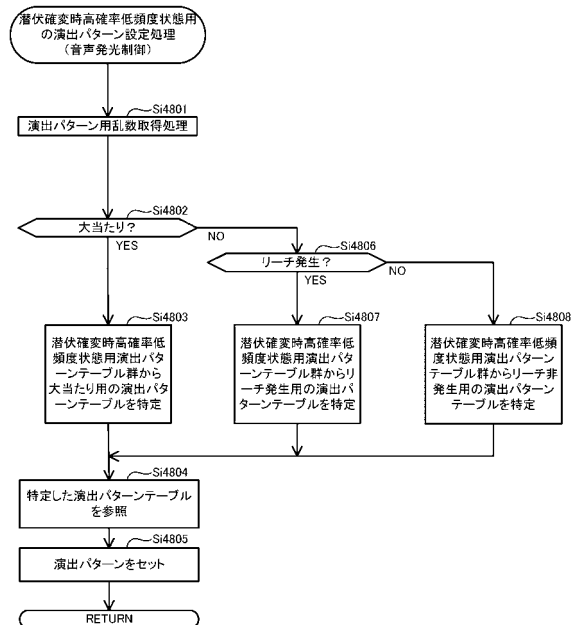 潜伏確変時高確率低頻度状態用
の演出パターン設定処理
(音声発光制御)
Si4801
演出パターン用乱数取得処理
Si4802
大当たり?
YES
NO
Si4806
リーチ発生?
YES
NO
Si4803
潜伏確変時高確率低
頻度状態用演出パタ
ーンテーブル群から
大当たり用の演出パタ
ーンテーブルを特定
Si4807
潜伏確変時高確率低
頻度状態用演出パタ
ーンテーブル群からリ
ーチ発生用の演出パ
ターンテーブルを特定
Si4808
潜伏確変時高確率低頻
度状態用演出パターン
テーブル群からリーチ非
発生用の演出パターン
テーブルを特定
Si4804
特定した演出パターンテーブル
を参照
Si4805
演出パターンをセット
RETURN